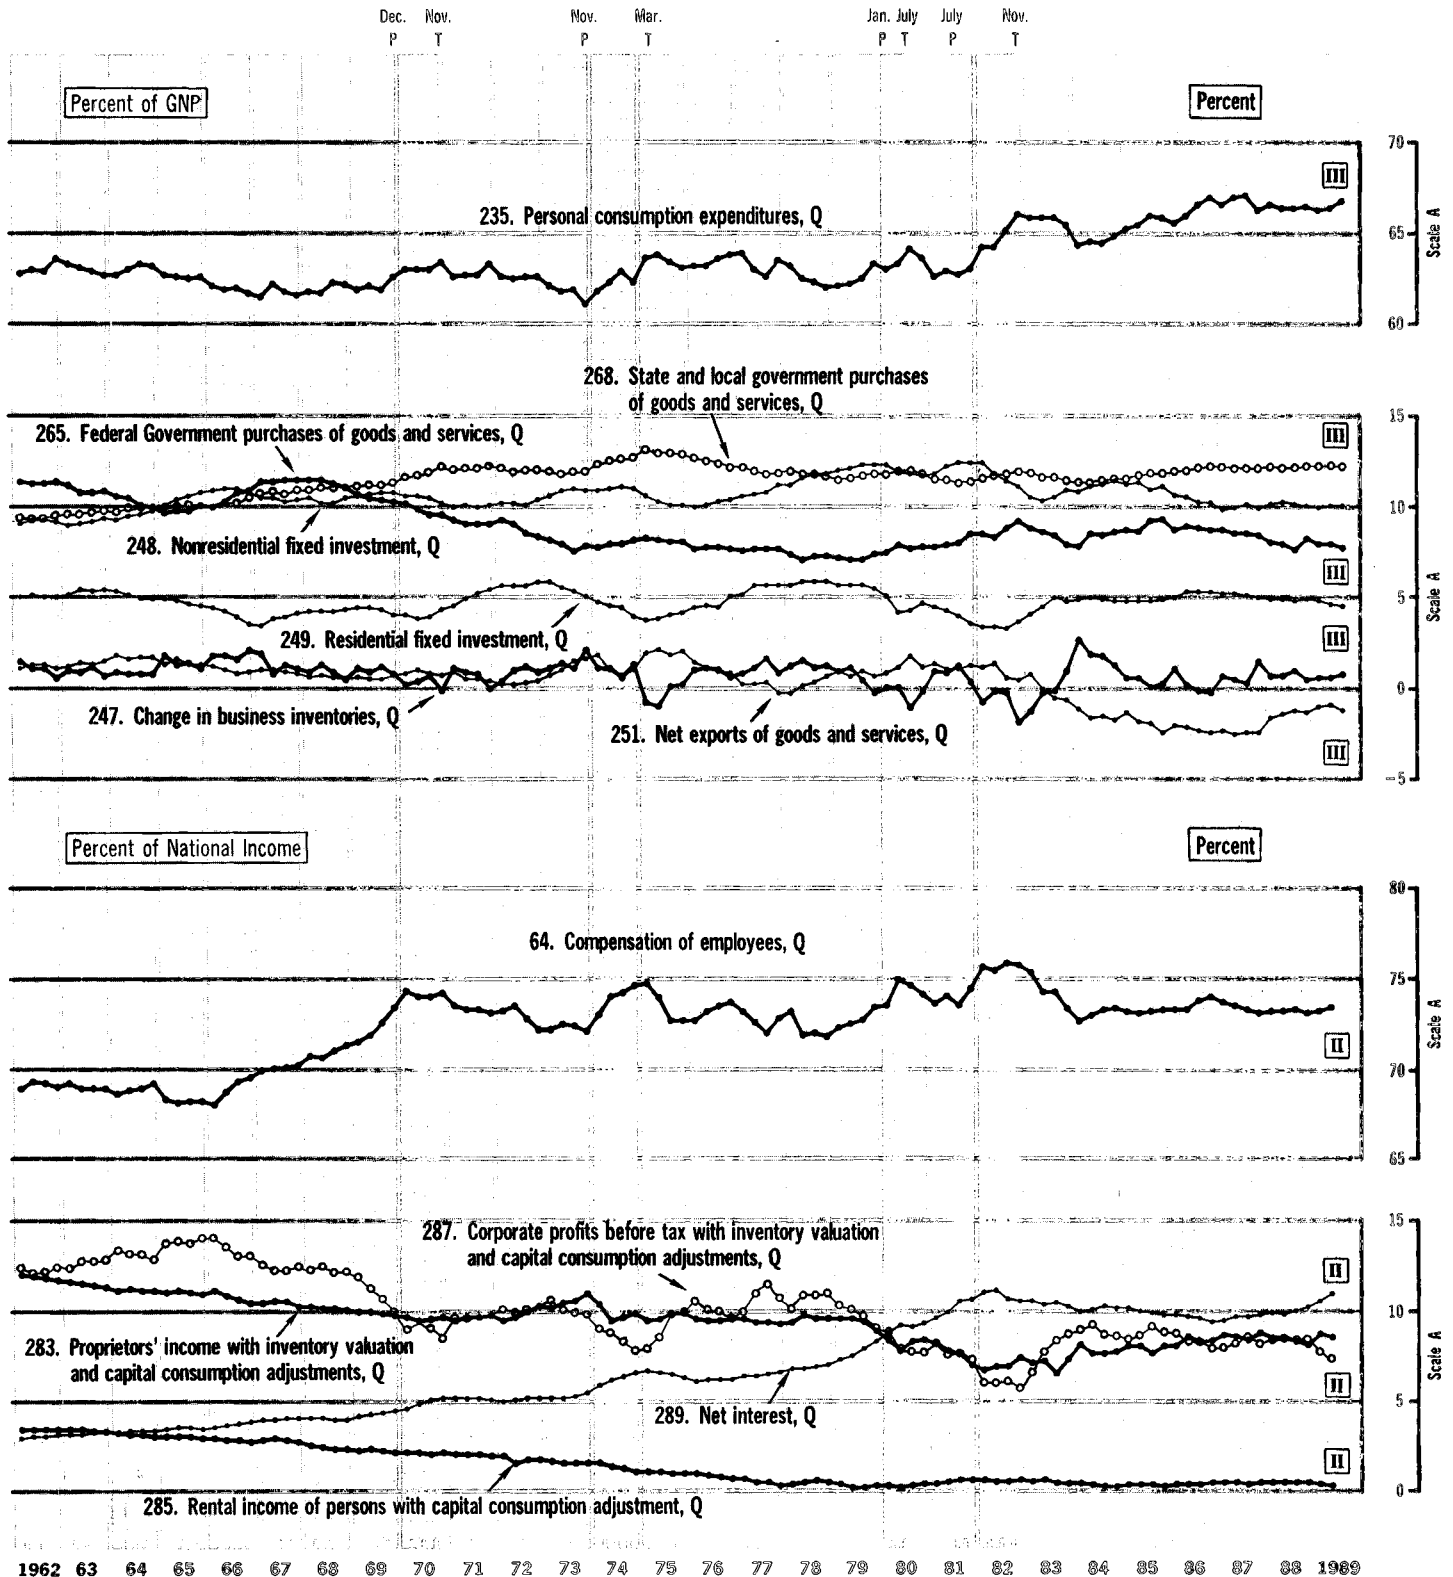 Dec. Nov. Nov. Mar. Jan. July July Nov.
P T P T P T P T
Percent of GNP
Percent
70
III
235. Personal consumption expenditures, Q
65
Scale A
60
268. State and local government purchases
of goods and services, Q
15
265. Federal Government purchases of goods and services, Q
III
10
248. Nonresidential fixed investment, Q
III
5
Scale A
249. Residential fixed investment, Q
III
0
247. Change in business inventories, Q
251. Net exports of goods and services, Q
III
-5
Percent of National Income
Percent
80
64. Compensation of employees, Q
75
Scale A
II
70
65
287. Corporate profits before tax with inventory valuation
and capital consumption adjustments, Q
15
II
10
283. Proprietors' income with inventory valuation
and capital consumption adjustments, Q
Scale A
II
5
289. Net interest, Q
II
0
285. Rental income of persons with capital consumption adjustment, Q
1962 63 64 65 66 67 68 69 70 71 72 73 74 75 76 77 78 79 80 81 82 83 84 85 86 87 88 1989